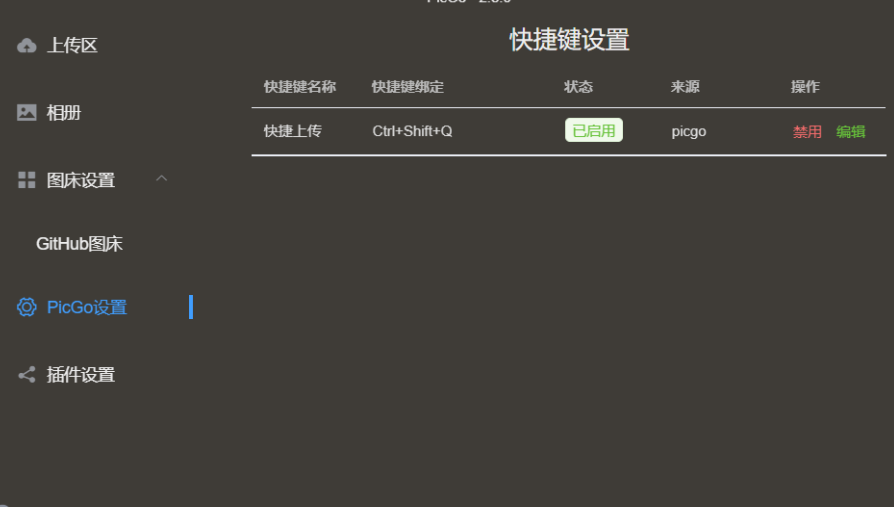 快捷键设置
上传区
相册
图床设置
GitHub图床
PicGo设置
插件设置
快捷键名称 快捷键绑定 状态 来源 操作
快捷上传 Ctrl+Shift+Q 已启用 picgo 禁用 编辑